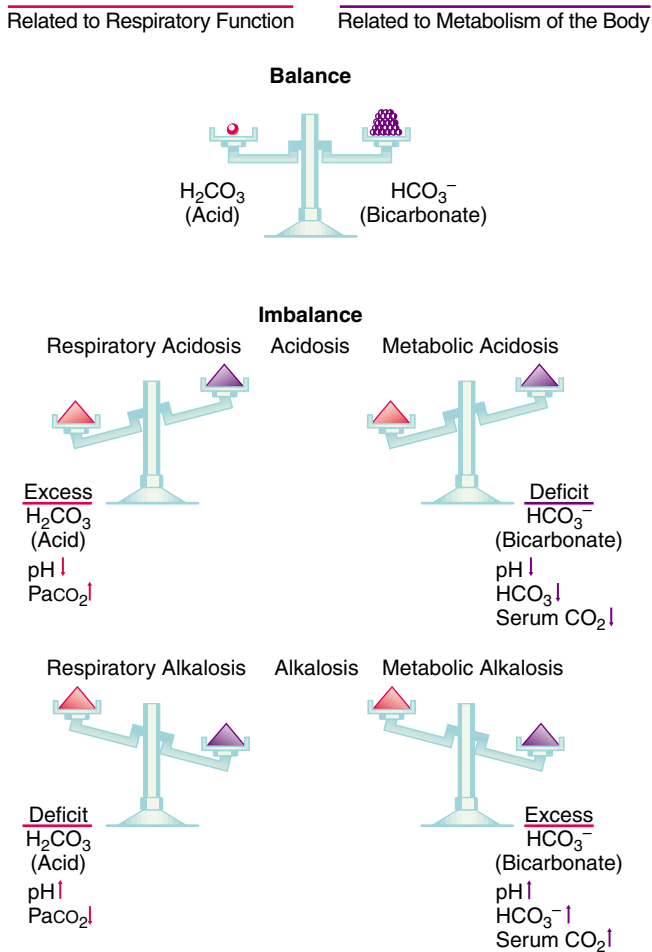 Related to Respiratory Function
Related to Metabolism of the Body
Balance
H₂CO₃
(Acid)
HCO₃⁻
(Bicarbonate)
Imbalance
Respiratory Acidosis
Acidosis
Metabolic Acidosis
Excess
H₂CO₃
(Acid)
pH↓
PaCO₂↑
Deficit
HCO₃⁻
(Bicarbonate)
pH↓
HCO₃↓
Serum CO₂↓
Respiratory Alkalosis
Alkalosis
Metabolic Alkalosis
Deficit
H₂CO₃
(Acid)
pH↑
PaCO₂↓
Excess
HCO₃⁻
(Bicarbonate)
pH↑
HCO₃⁻↑
Serum CO₂↑